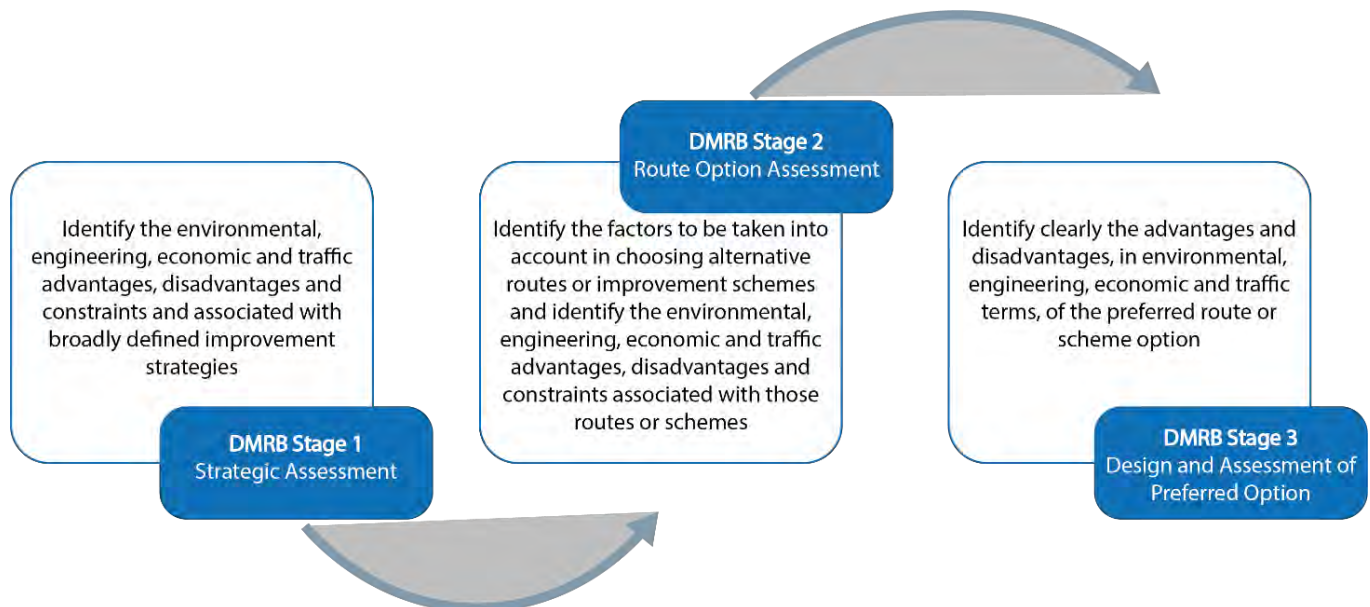 Identify the environmental,
engineering, economic and traffic
advantages, disadvantages and
constraints and associated with
broadly defined improvement
strategies
DMRB Stage 1
Strategic Assessment
DMRB Stage 2
Route Option Assessment
Identify the factors to be taken into
account in choosing alternative
routes or improvement schemes
and identify the environmental,
engineering, economic and traffic
advantages, disadvantages and
constraints associated with those
routes or schemes
Identify clearly the advantages and
disadvantages, in environmental,
engineering, economic and traffic
terms, of the preferred route or
scheme option
DMRB Stage 3
Design and Assessment of
Preferred Option